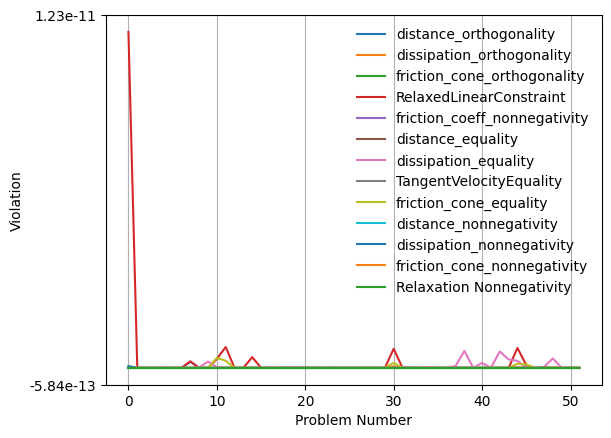 1.23e-11
Violation
-5.84e-13
distance_orthogonality
dissipation_orthogonality
friction_cone_orthogonality
RelaxedLinearConstraint
friction_coeff_nonnegativity
distance_equality
dissipation_equality
TangentVelocityEquality
friction_cone_equality
distance_nonnegativity
dissipation_nonnegativity
friction_cone_nonnegativity
Relaxation Nonnegativity
0 10 20 30 40 50
Problem Number